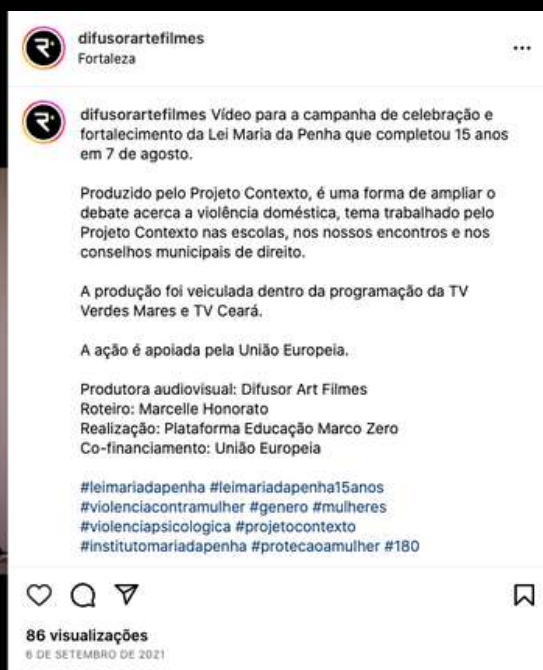 difusorartefilmes
Fortaleza
difusorartefilmes Vídeo para a campanha de celebração e
fortalecimento da Lei Maria da Penha que completou 15 anos
em 7 de agosto.
Produzido pelo Projeto Contexto, é uma forma de ampliar o
debate acerca a violência doméstica, tema trabalhado pelo
Projeto Contexto nas escolas, nos nossos encontros e nos
conselhos municipais de direito.
A produção foi veiculada dentro da programação da TV
Verdes Mares e TV Ceará.
A ação é apoiada pela União Europeia.
Produtora audiovisual: Difusor Art Filmes
Roteiro: Marcelle Honorato
Realização: Plataforma Educação Marco Zero
Co-financiamento: União Europeia
#leimariadapenha #leimariadapenha15anos
#violenciacontramulher #genero #mulheres
#violenciapsicologica #projetocontexto
#institutomariadapenha #protecaoamulher #180
86 visualizações
6 DE SETEMBRO DE 2021